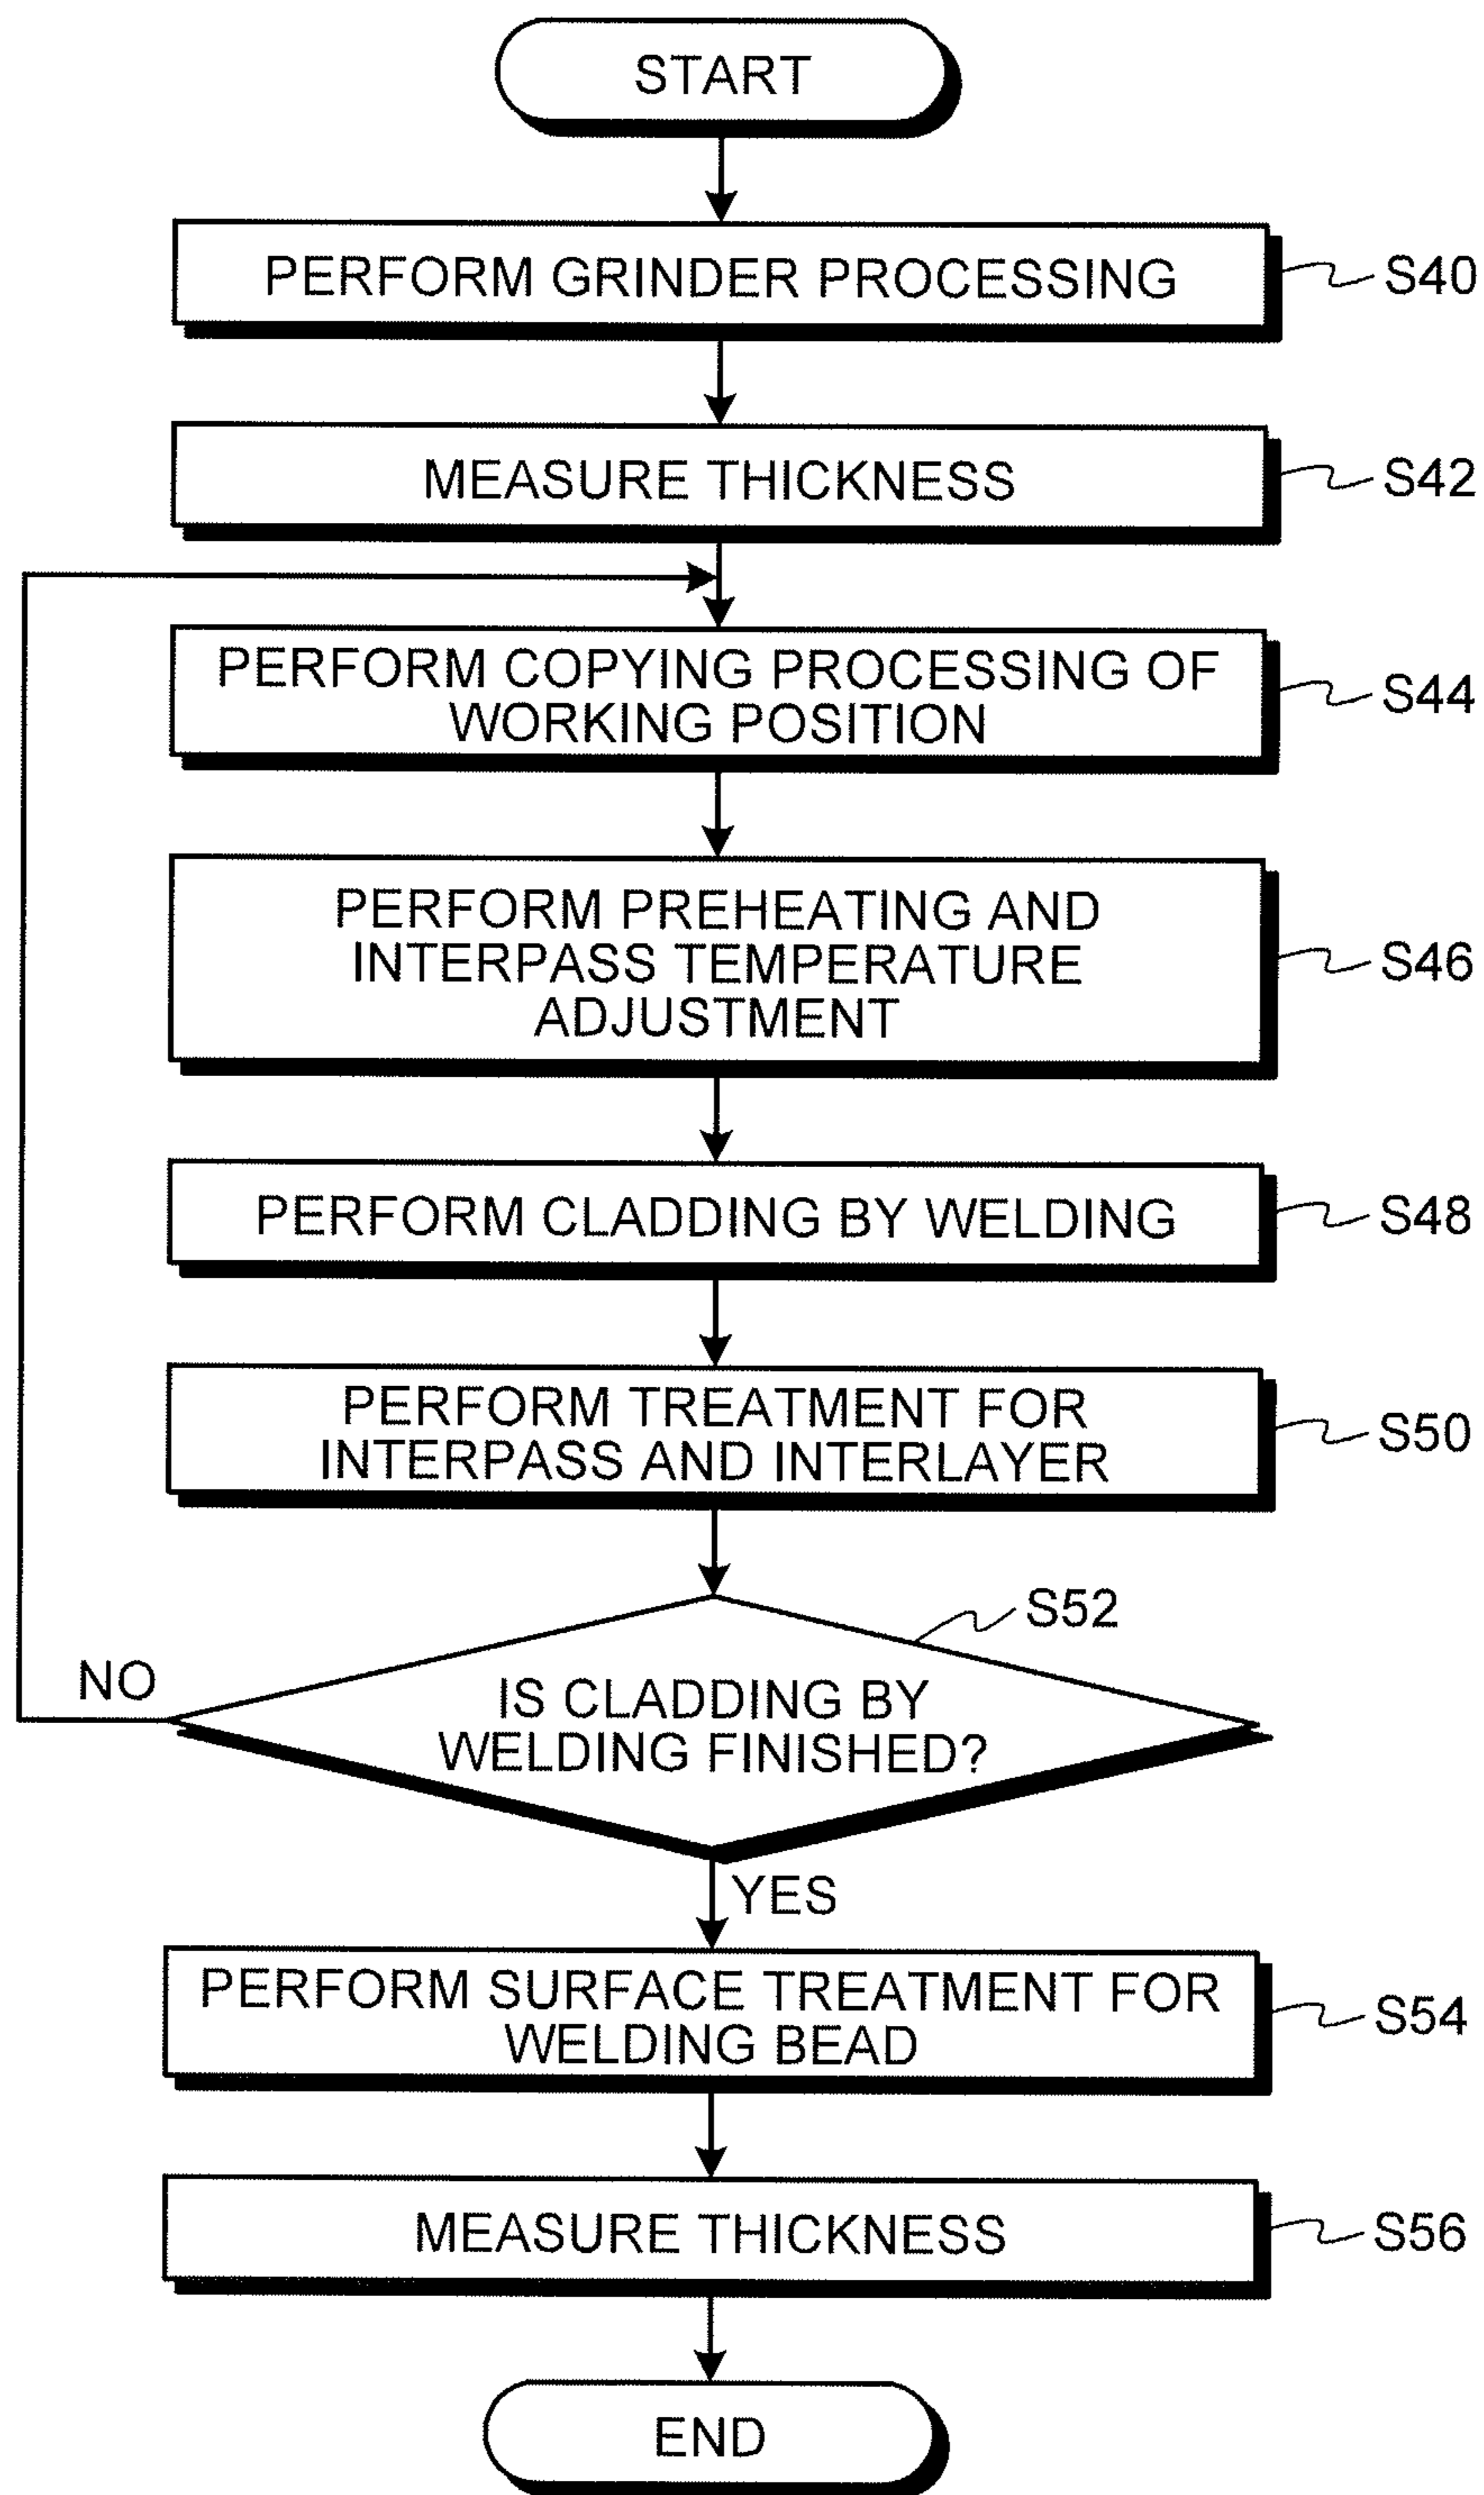 START
PERFORM GRINDER PROCESSING
S40
MEASURE THICKNESS
S42
PERFORM COPYING PROCESSING OF
WORKING POSITION
S44
PERFORM PREHEATING AND
INTERPASS TEMPERATURE
ADJUSTMENT
S46
PERFORM CLADDING BY WELDING
S48
PERFORM TREATMENT FOR
INTERPASS AND INTERLAYER
S50
S52
NO
IS CLADDING BY
WELDING FINISHED?
YES
PERFORM SURFACE TREATMENT FOR
WELDING BEAD
S54
MEASURE THICKNESS
S56
END